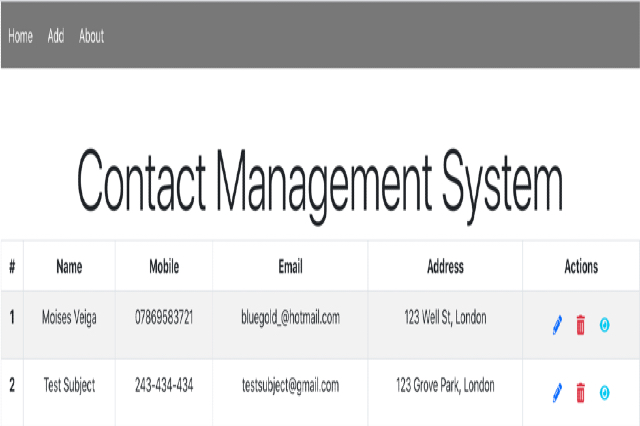 Home Add About
Contact Management System
# Name Mobile Email Address Actions
1 Moises Veiga 07869583721 bluegold_@hotmail.com 123 Well St, London
2 Test Subject 243-434-434 testsubject@gmail.com 123 Grove Park, London